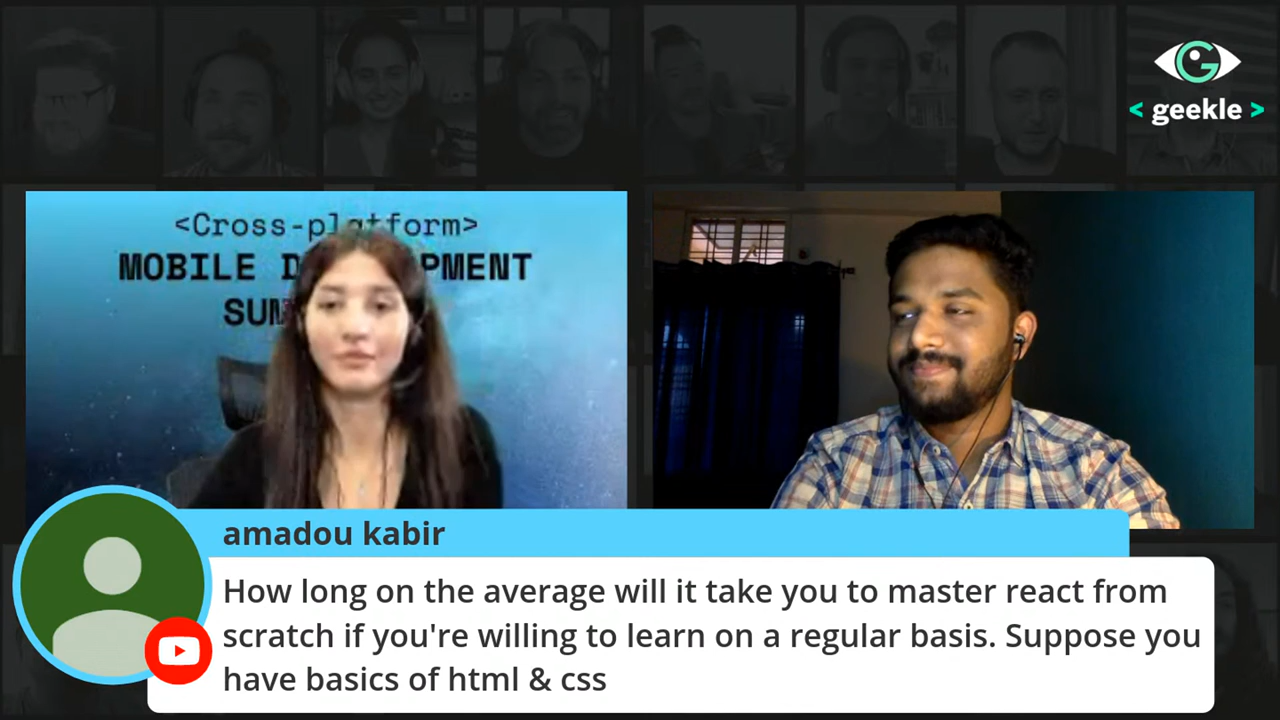 < geekle >
<Cross-platform>
MOBILE D PMENT
SUM
amadou kabir
How long on the average will it take you to master react from
scratch if you're willing to learn on a regular basis. Suppose you
have basics of html & css